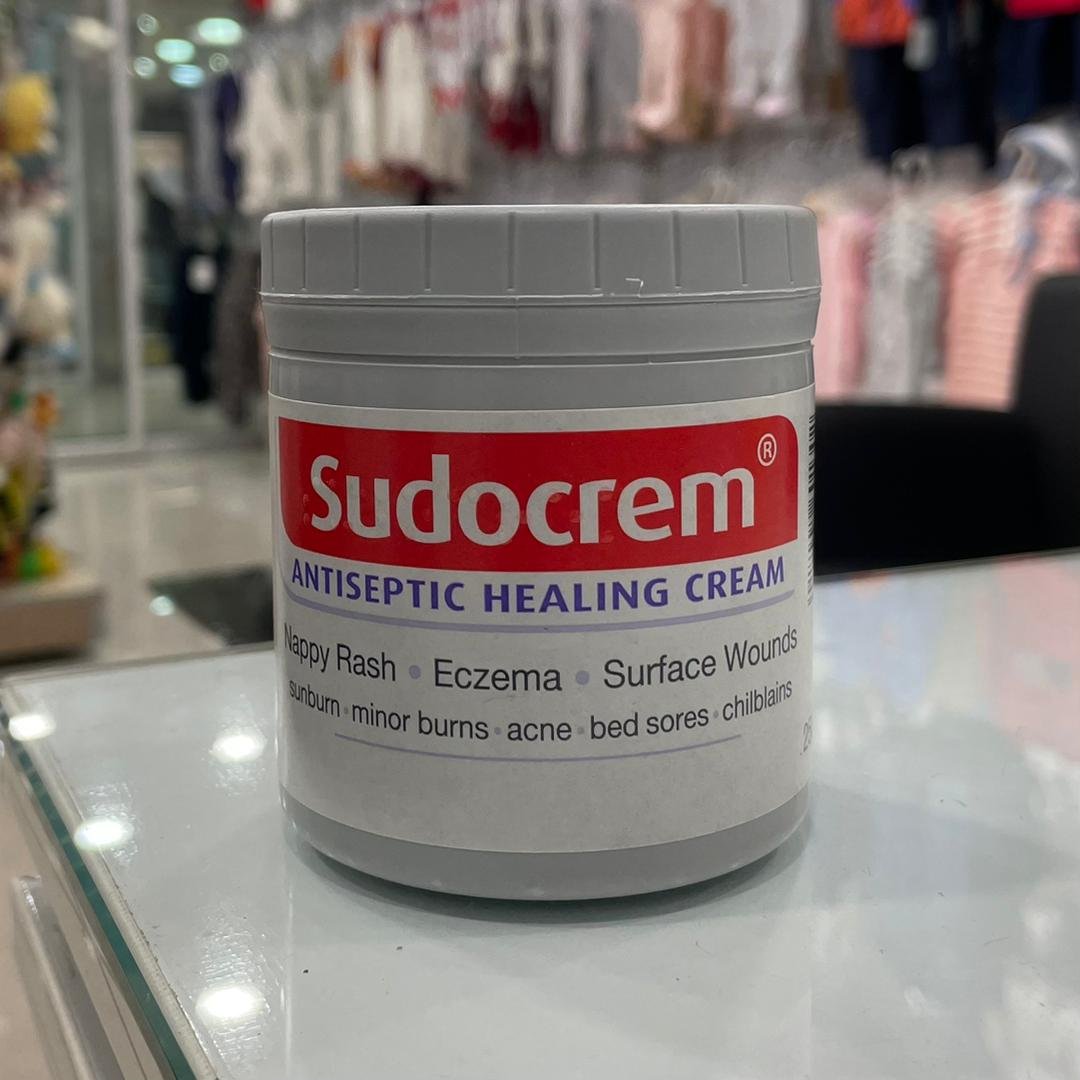 Sudocrem®
ANTISEPTIC HEALING CREAM
Nappy Rash • Eczema • Surface Wounds
sunburn • minor burns • acne • bed sores • chilblains